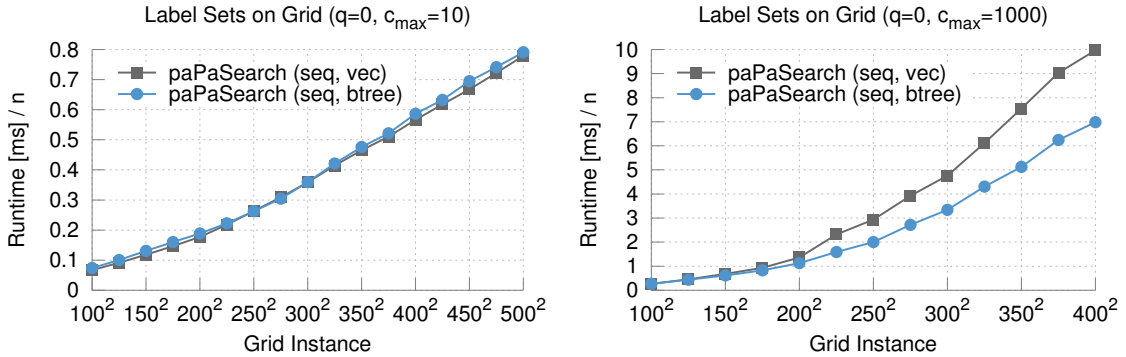 Label Sets on Grid (q=0, c_max=10)
Runtime [ms] / n
0.8
0.7
0.6
0.5
0.4
0.3
0.2
0.1
0
paPaSearch (seq, vec)
paPaSearch (seq, btree)
100² 150² 200² 250² 300² 350² 400² 450² 500²
Grid Instance
Label Sets on Grid (q=0, c_max=1000)
Runtime [ms] / n
10
9
8
7
6
5
4
3
2
1
0
paPaSearch (seq, vec)
paPaSearch (seq, btree)
100² 150² 200² 250² 300² 350² 400²
Grid Instance